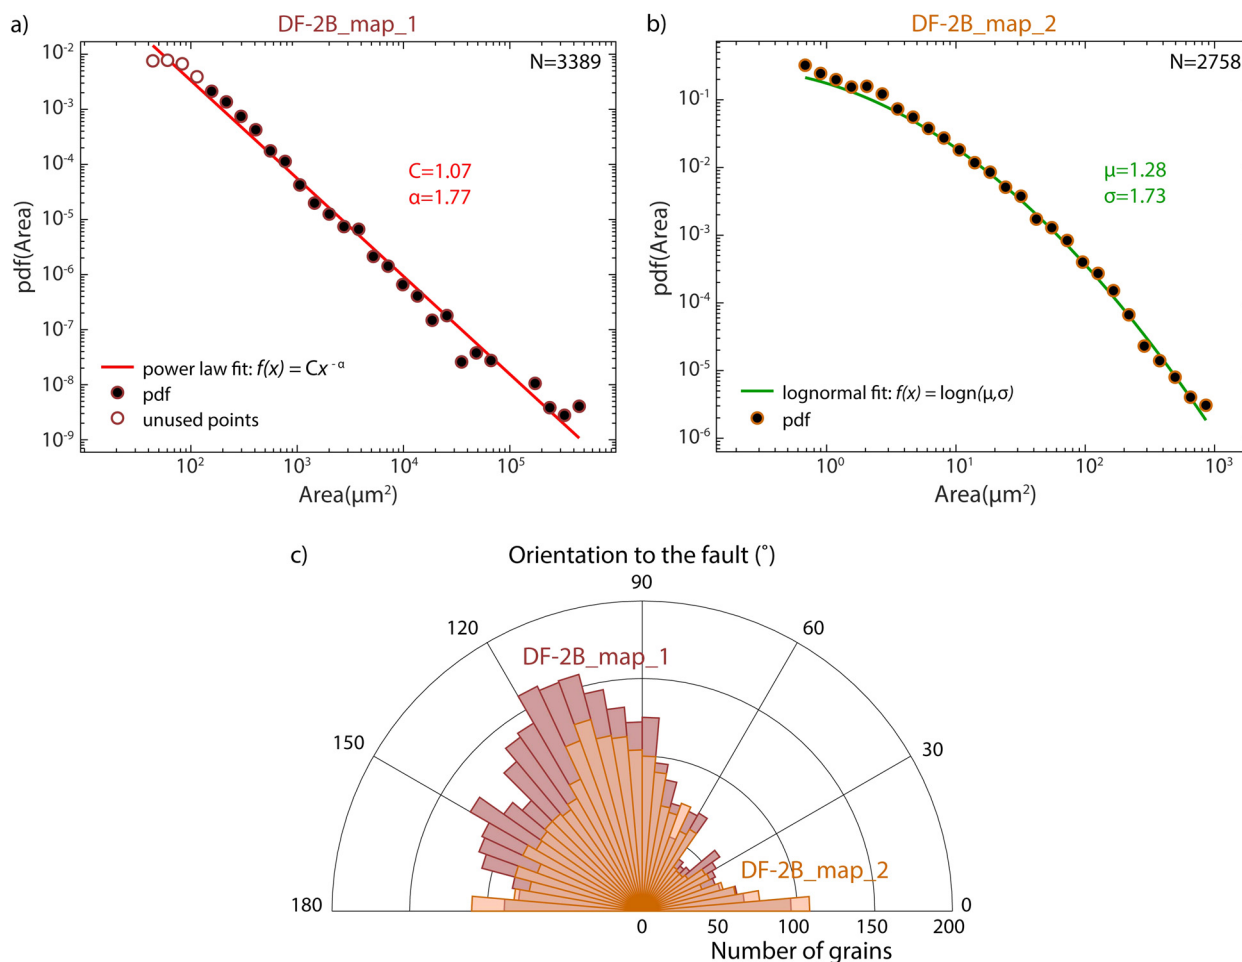 a)
DF-2B_map_1
N=3389
10⁻²
10⁻³
10⁻⁴
10⁻⁵
10⁻⁶
10⁻⁷
10⁻⁸
10⁻⁹
pdf(Area)
C=1.07
α=1.77
power law fit: f(x) = Cx⁻ᵅ
pdf
unused points
10² 10³ 10⁴ 10⁵
Area(μm²)
b)
DF-2B_map_2
N=2758
10⁻¹
10⁻²
10⁻³
10⁻⁴
10⁻⁵
10⁻⁶
pdf(Area)
μ=1.28
σ=1.73
lognormal fit: f(x) = logn(μ,σ)
pdf
10⁰ 10¹ 10² 10³
Area(μm²)
c)
Orientation to the fault (°)
90
120
60
DF-2B_map_1
150
30
DF-2B_map_2
180
0
0 50 100 150 200
Number of grains